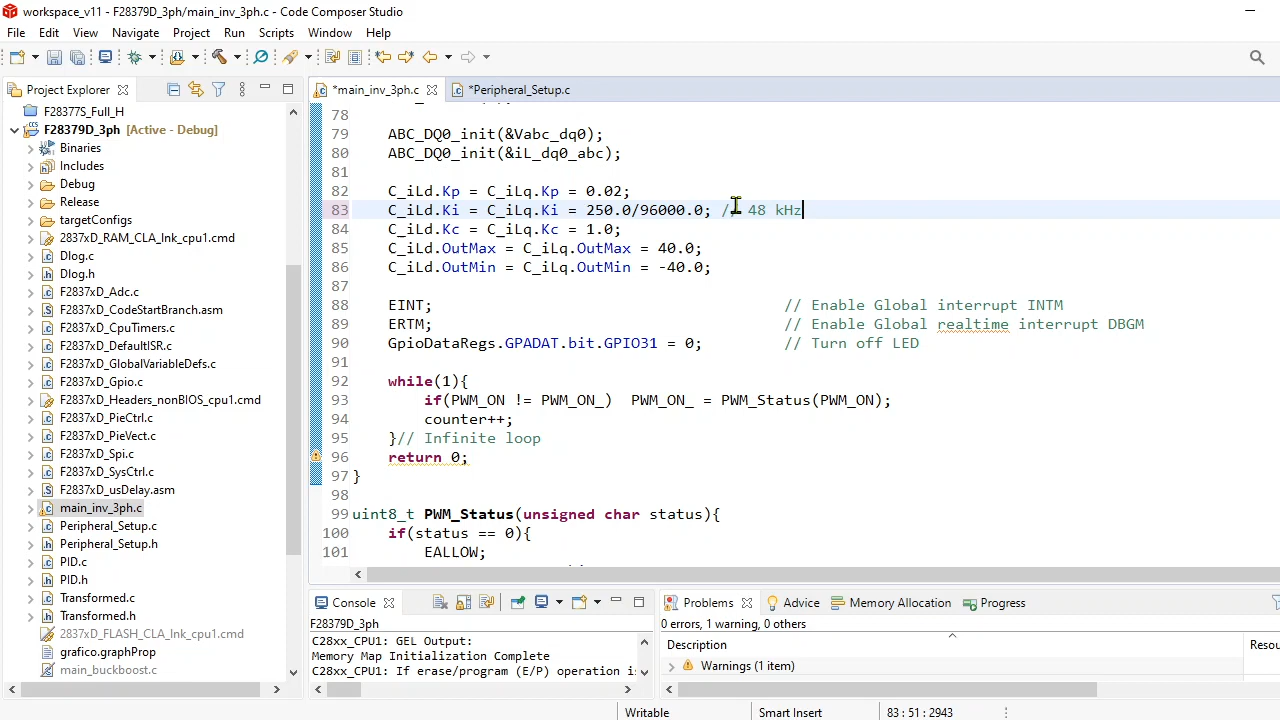 workspace_v11 - F28379D_3ph/main_inv_3ph.c - Code Composer Studio
File Edit View Navigate Project Run Scripts Window Help
Project Explorer
*main_inv_3ph.c
*Peripheral_Setup.c
F28377S_Full_H
F28379D_3ph [Active - Debug]
Binaries
Includes
Debug
Release
targetConfigs
2837xD_RAM_CLA_lnk_cpu1.cmd
Dlog.c
Dlog.h
F2837xD_Adc.c
F2837xD_CodeStartBranch.asm
F2837xD_CpuTimers.c
F2837xD_DefaultISR.c
F2837xD_GlobalVariableDefs.c
F2837xD_Gpio.c
F2837xD_Headers_nonBIOS_cpu1.cmd
F2837xD_PieCtrl.c
F2837xD_PieVect.c
F2837xD_Spi.c
F2837xD_SysCtrl.c
F2837xD_usDelay.asm
main_inv_3ph.c
Peripheral_Setup.c
Peripheral_Setup.h
PID.c
PID.h
Transformed.c
Transformed.h
2837xD_FLASH_CLA_lnk_cpu1.cmd
grafico.graphProp
main_buckboost.c
78
79 ABC_DQ0_init(&Vabc_dq0);
80 ABC_DQ0_init(&iL_dq0_abc);
81
82 C_iLd.Kp = C_iLq.Kp = 0.02;
83 C_iLd.Ki = C_iLq.Ki = 250.0/96000.0; // 48 kHz
84 C_iLd.Kc = C_iLq.Kc = 1.0;
85 C_iLd.OutMax = C_iLq.OutMax = 40.0;
86 C_iLd.OutMin = C_iLq.OutMin = -40.0;
87
88 EINT; // Enable Global interrupt INTM
89 ERTM; // Enable Global realtime interrupt DBGM
90 GpioDataRegs.GPADAT.bit.GPIO31 = 0; // Turn off LED
91
92 while(1){
93 if(PWM_ON != PWM_ON_) PWM_ON_ = PWM_Status(PWM_ON);
94 counter++;
95 }// Infinite loop
96 return 0;
97 }
98
99 uint8_t PWM_Status(unsigned char status){
100 if(status == 0){
101 EALLOW;
Console
F28379D_3ph
C28xx_CPU1: GEL Output:
Memory Map Initialization Complete
C28xx_CPU1: If erase/program (E/P) operation i
Problems Advice Memory Allocation Progress
0 errors, 1 warning, 0 others
Description Resou
Warnings (1 item)
Writable Smart Insert 83 : 51 : 2943